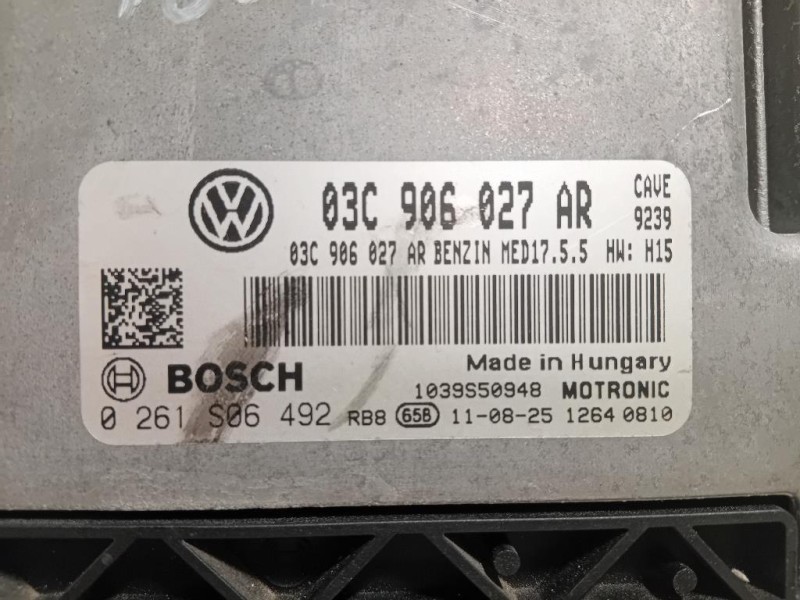 03C 906 027 AR CAVE
9239
03C 906 027 AR BENZIN MED17.5.5 HW: H15
Made in Hungary
BOSCH 1039S50948 MOTRONIC
0 261 S06 492 RB8 658 11-08-25 1264 0810